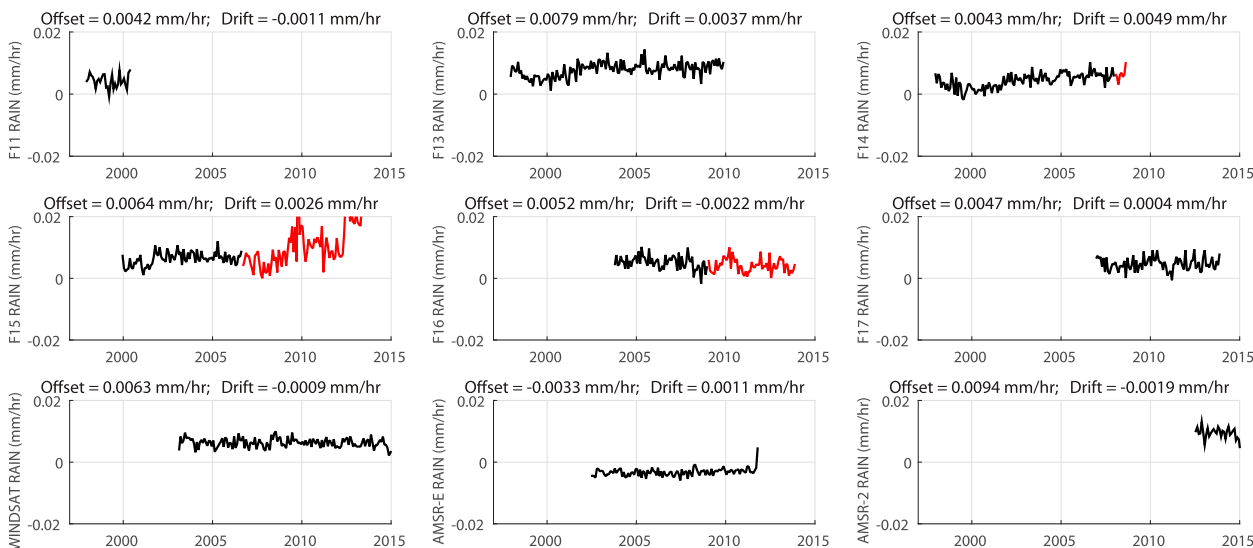 Offset = 0.0042 mm/hr; Drift = -0.0011 mm/hr
F11 RAIN (mm/hr)
0.02
0
-0.02
2000 2005 2010 2015
Offset = 0.0079 mm/hr; Drift = 0.0037 mm/hr
F13 RAIN (mm/hr)
0.02
0
-0.02
2000 2005 2010 2015
Offset = 0.0043 mm/hr; Drift = 0.0049 mm/hr
F14 RAIN (mm/hr)
0.02
0
-0.02
2000 2005 2010 2015
Offset = 0.0064 mm/hr; Drift = 0.0026 mm/hr
F15 RAIN (mm/hr)
0.02
0
-0.02
2000 2005 2010 2015
Offset = 0.0052 mm/hr; Drift = -0.0022 mm/hr
F16 RAIN (mm/hr)
0.02
0
-0.02
2000 2005 2010 2015
Offset = 0.0047 mm/hr; Drift = 0.0004 mm/hr
F17 RAIN (mm/hr)
0.02
0
-0.02
2000 2005 2010 2015
Offset = 0.0063 mm/hr; Drift = -0.0009 mm/hr
WINDSAT RAIN (mm/hr)
0.02
0
-0.02
2000 2005 2010 2015
Offset = -0.0033 mm/hr; Drift = 0.0011 mm/hr
AMSR-E RAIN (mm/hr)
0.02
0
-0.02
2000 2005 2010 2015
Offset = 0.0094 mm/hr; Drift = -0.0019 mm/hr
AMSR-2 RAIN (mm/hr)
0.02
0
-0.02
2000 2005 2010 2015